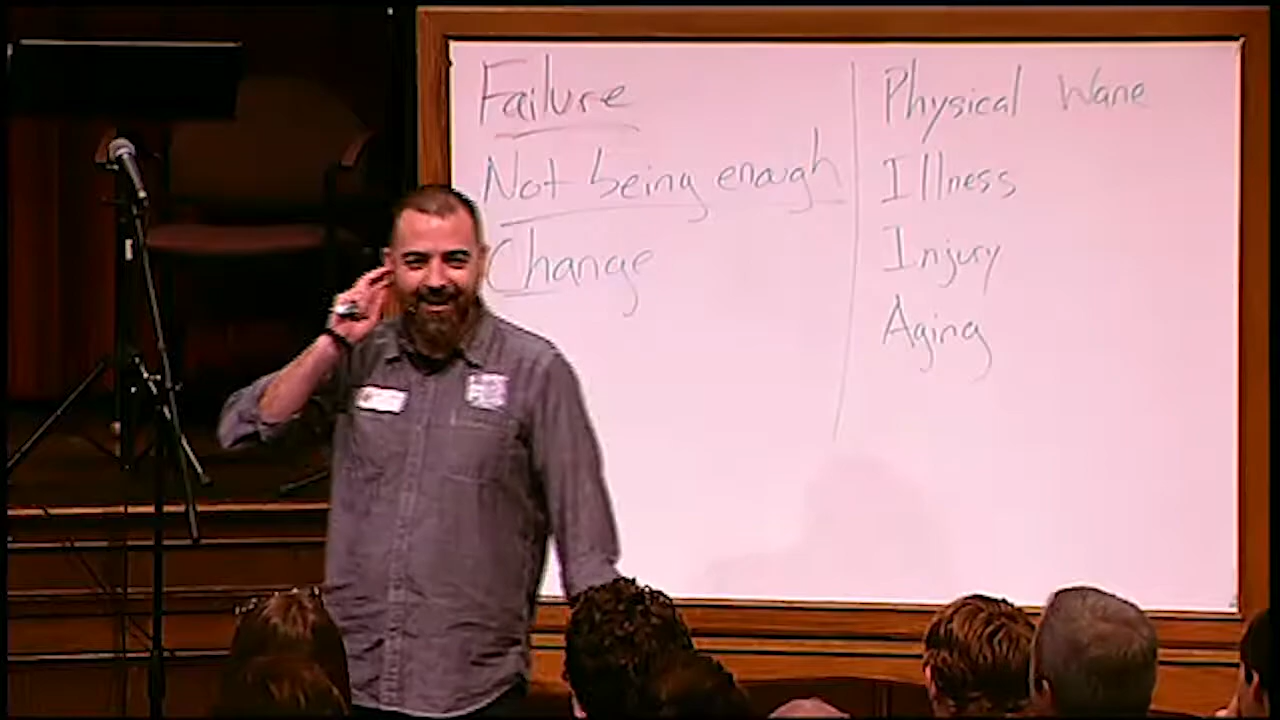 Failure
Not being enough
Change
Physical Wane
Illness
Injury
Aging